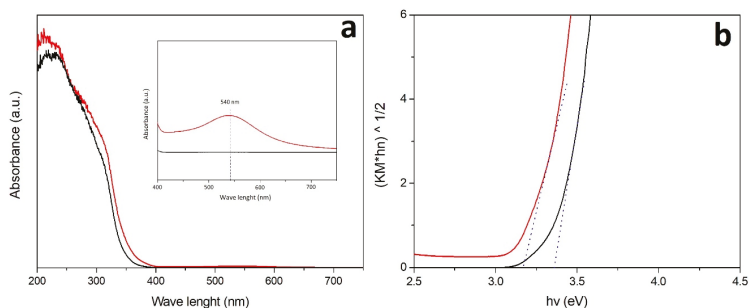 a
Absorbance (a.u.)
200 300 400 500 600 700
Wave lenght (nm)
540 nm
Absorbance (a.u.)
400 500 600 700
Wave lenght (nm)
b
(KM*hn) ^ 1/2
6
4
2
0
2.5 3.0 3.5 4.0 4.5
hν (eV)